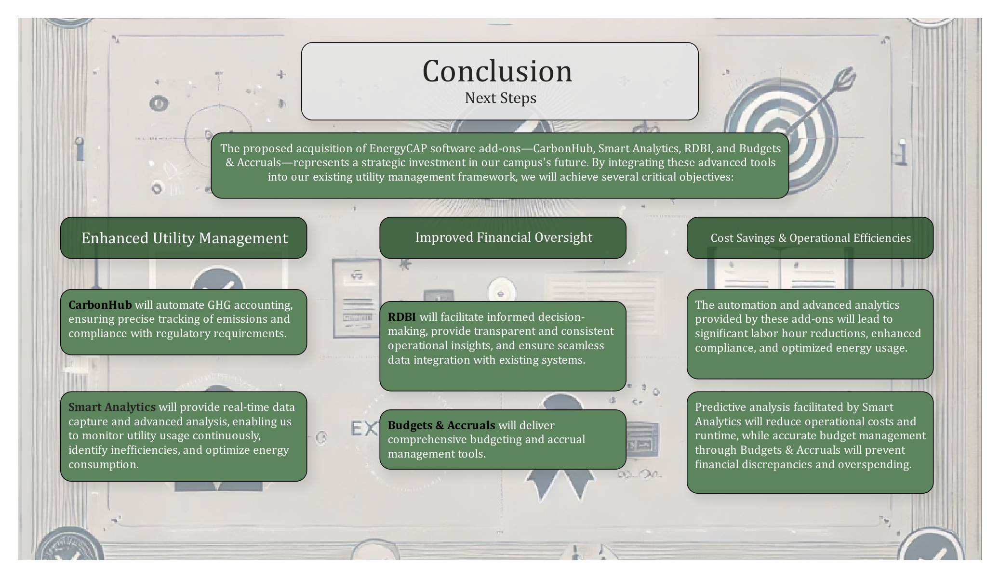 Conclusion
Next Steps
The proposed acquisition of EnergyCAP software add-ons—CarbonHub, Smart Analytics, RDBI, and Budgets
& Accruals—represents a strategic investment in our campus's future. By integrating these advanced tools
into our existing utility management framework, we will achieve several critical objectives:
Enhanced Utility Management
CarbonHub will automate GHG accounting,
ensuring precise tracking of emissions and
compliance with regulatory requirements.
Smart Analytics will provide real-time data
capture and advanced analysis, enabling us
to monitor utility usage continuously,
identify inefficiencies, and optimize energy
consumption.
Improved Financial Oversight
RDBI will facilitate informed decision-
making, provide transparent and consistent
operational insights, and ensure seamless
data integration with existing systems.
EX
Budgets & Accruals will deliver
comprehensive budgeting and accrual
management tools.
Cost Savings & Operational Efficiencies
The automation and advanced analytics
provided by these add-ons will lead to
significant labor hour reductions, enhanced
compliance, and optimized energy usage.
Predictive analysis facilitated by Smart
Analytics will reduce operational costs and
runtime, while accurate budget management
through Budgets & Accruals will prevent
financial discrepancies and overspending.